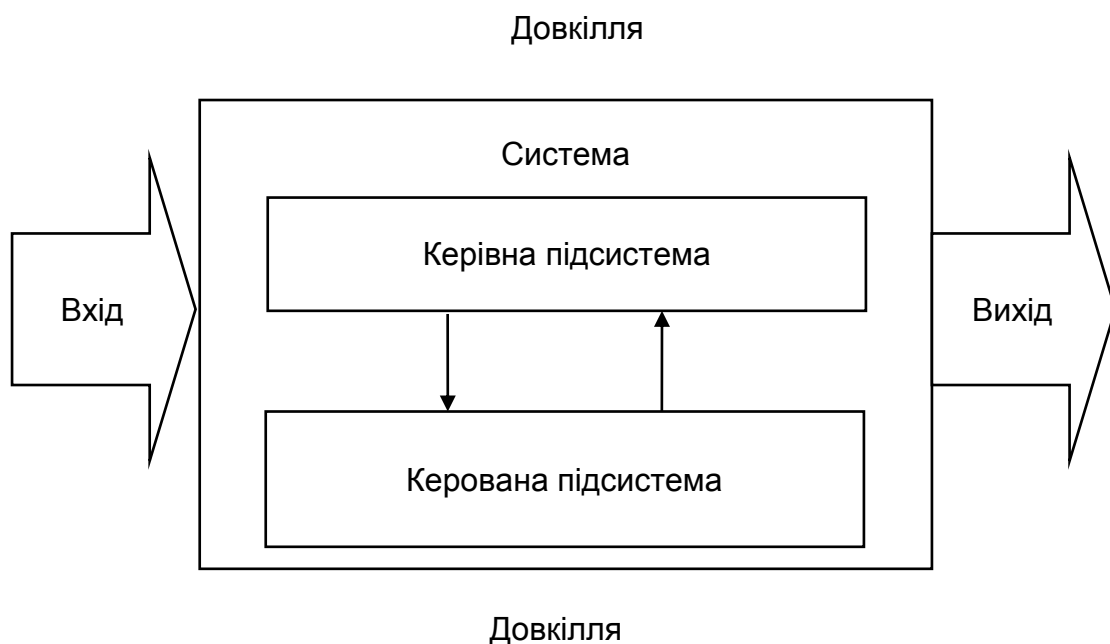 Довкілля
Система
Керівна підсистема
Вхід
Вихід
Керована підсистема
Довкілля